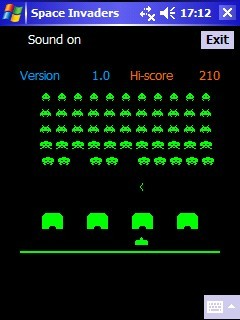 Space Invaders 17:12
Sound on Exit
Version 1.0 Hi-score 210